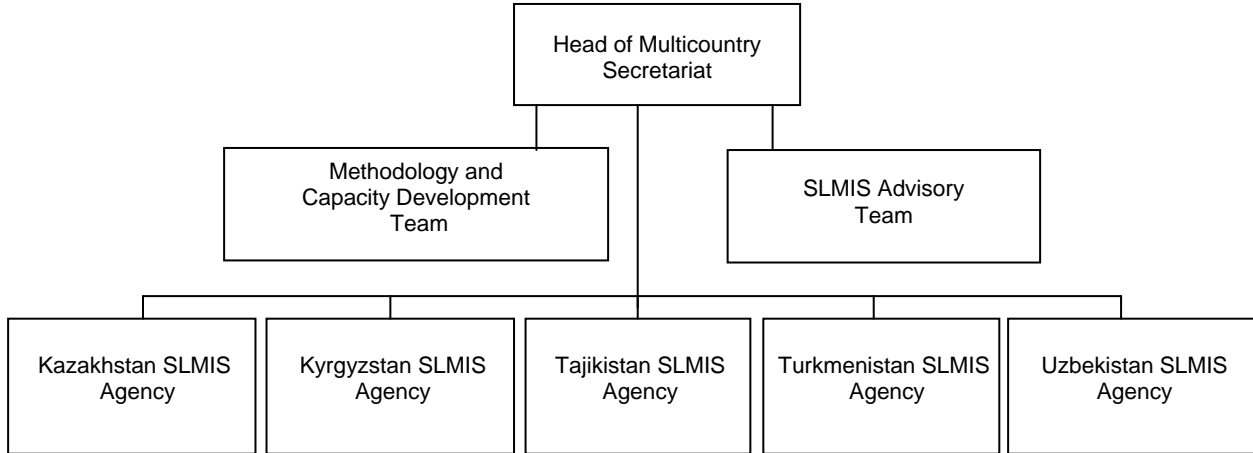 Head of Multicountry
Secretariat
Methodology and
Capacity Development
Team
SLMIS Advisory
Team
Kazakhstan SLMIS
Agency
Kyrgyzstan SLMIS
Agency
Tajikistan SLMIS
Agency
Turkmenistan SLMIS
Agency
Uzbekistan SLMIS
Agency